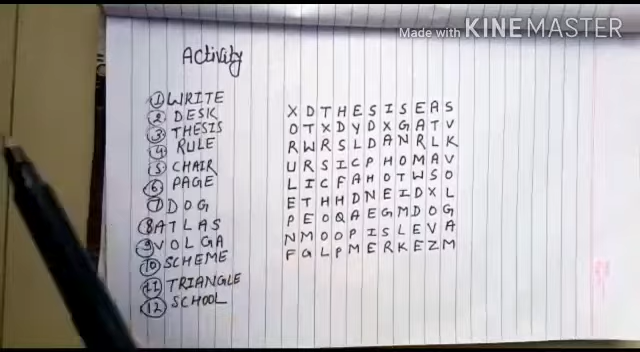 Made with KINEMASTER
Activity
1 WRITE
2 DESK
3 THESIS
4 RULE
5 CHAIR
6 PAGE
7 DOG
8 ATLAS
9 VOLGA
10 SCHEME
11 TRIANGLE
12 SCHOOL
X D T H E S I S E A S
O T X D Y D X G A T V
R W R S L D A N R L K
U R S I C P H O M A V
L I C F A H O T W S O
E T H H D N E I D X L
P E O Q A E G M D O G
N M O O P I S L E V A
F G L P M E R K E Z M